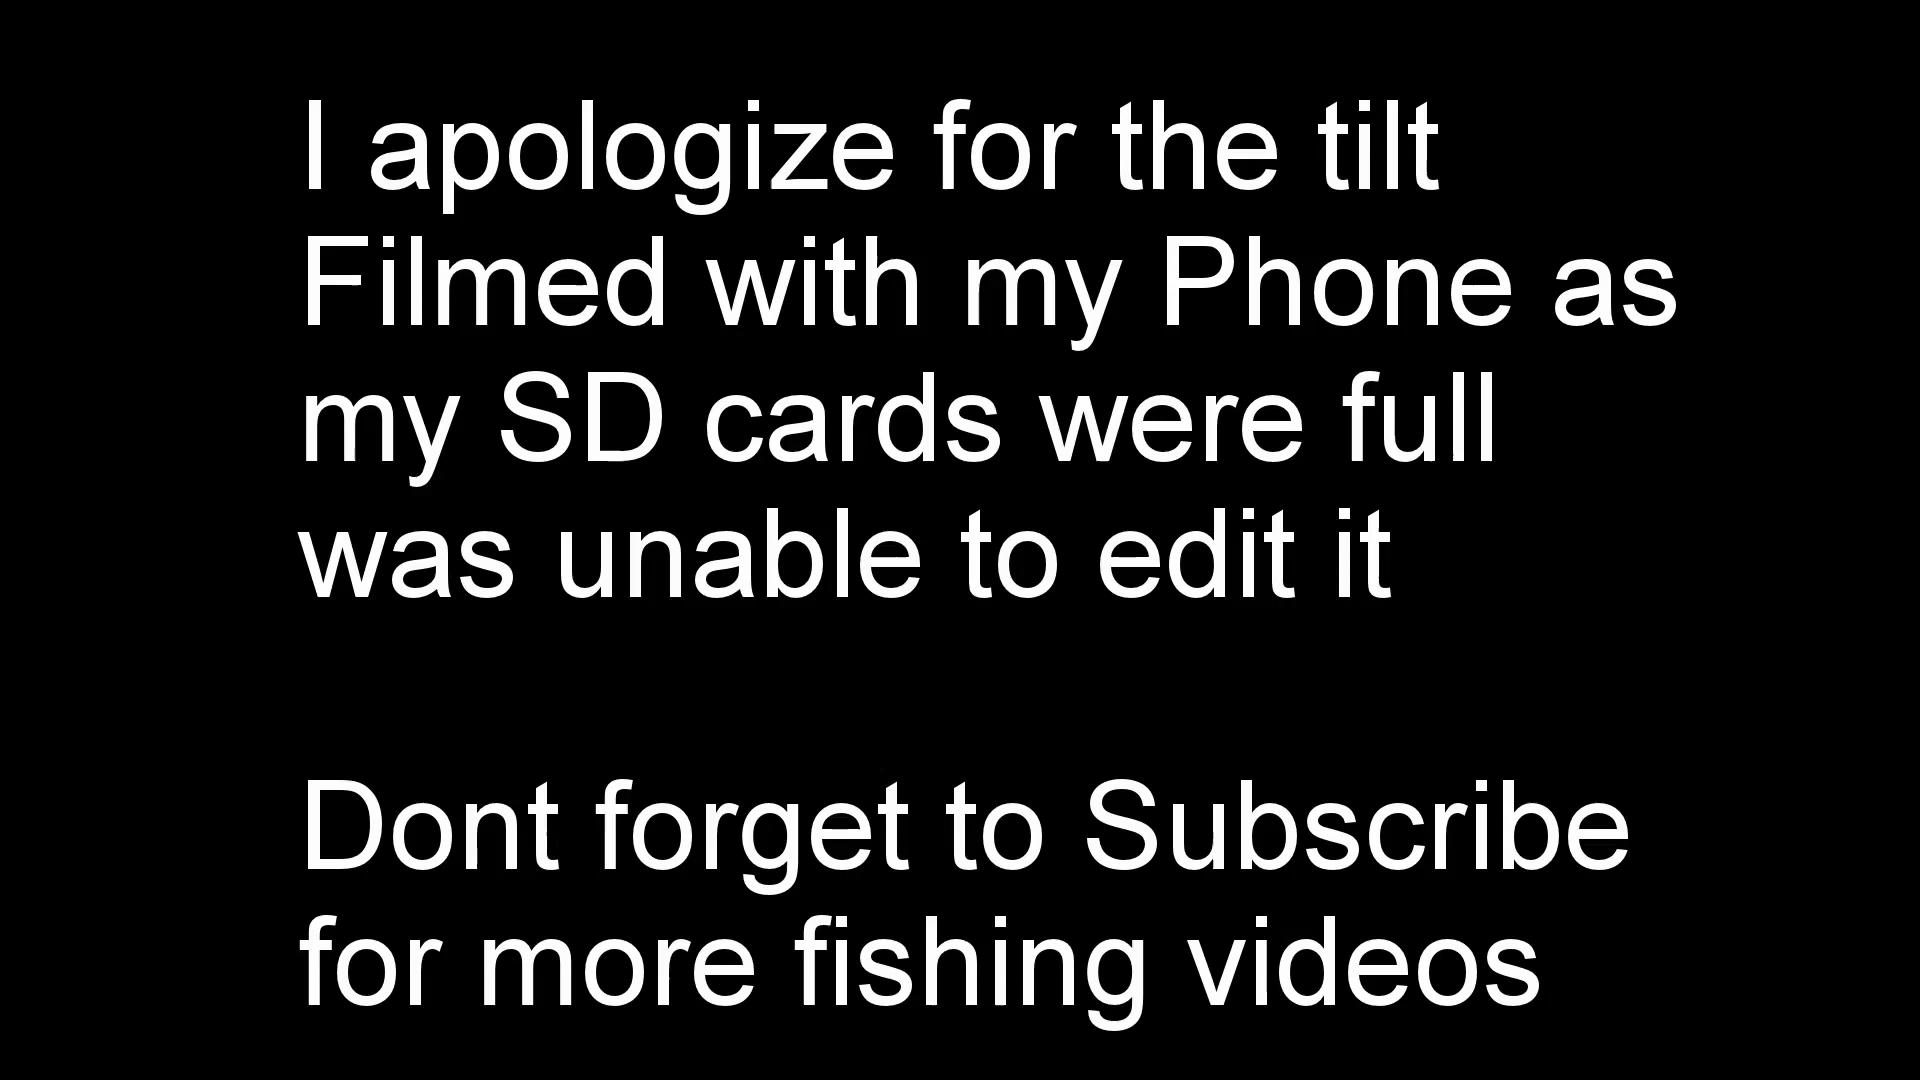 I apologize for the tilt
Filmed with my Phone as
my SD cards were full
was unable to edit it
Dont forget to Subscribe
for more fishing videos